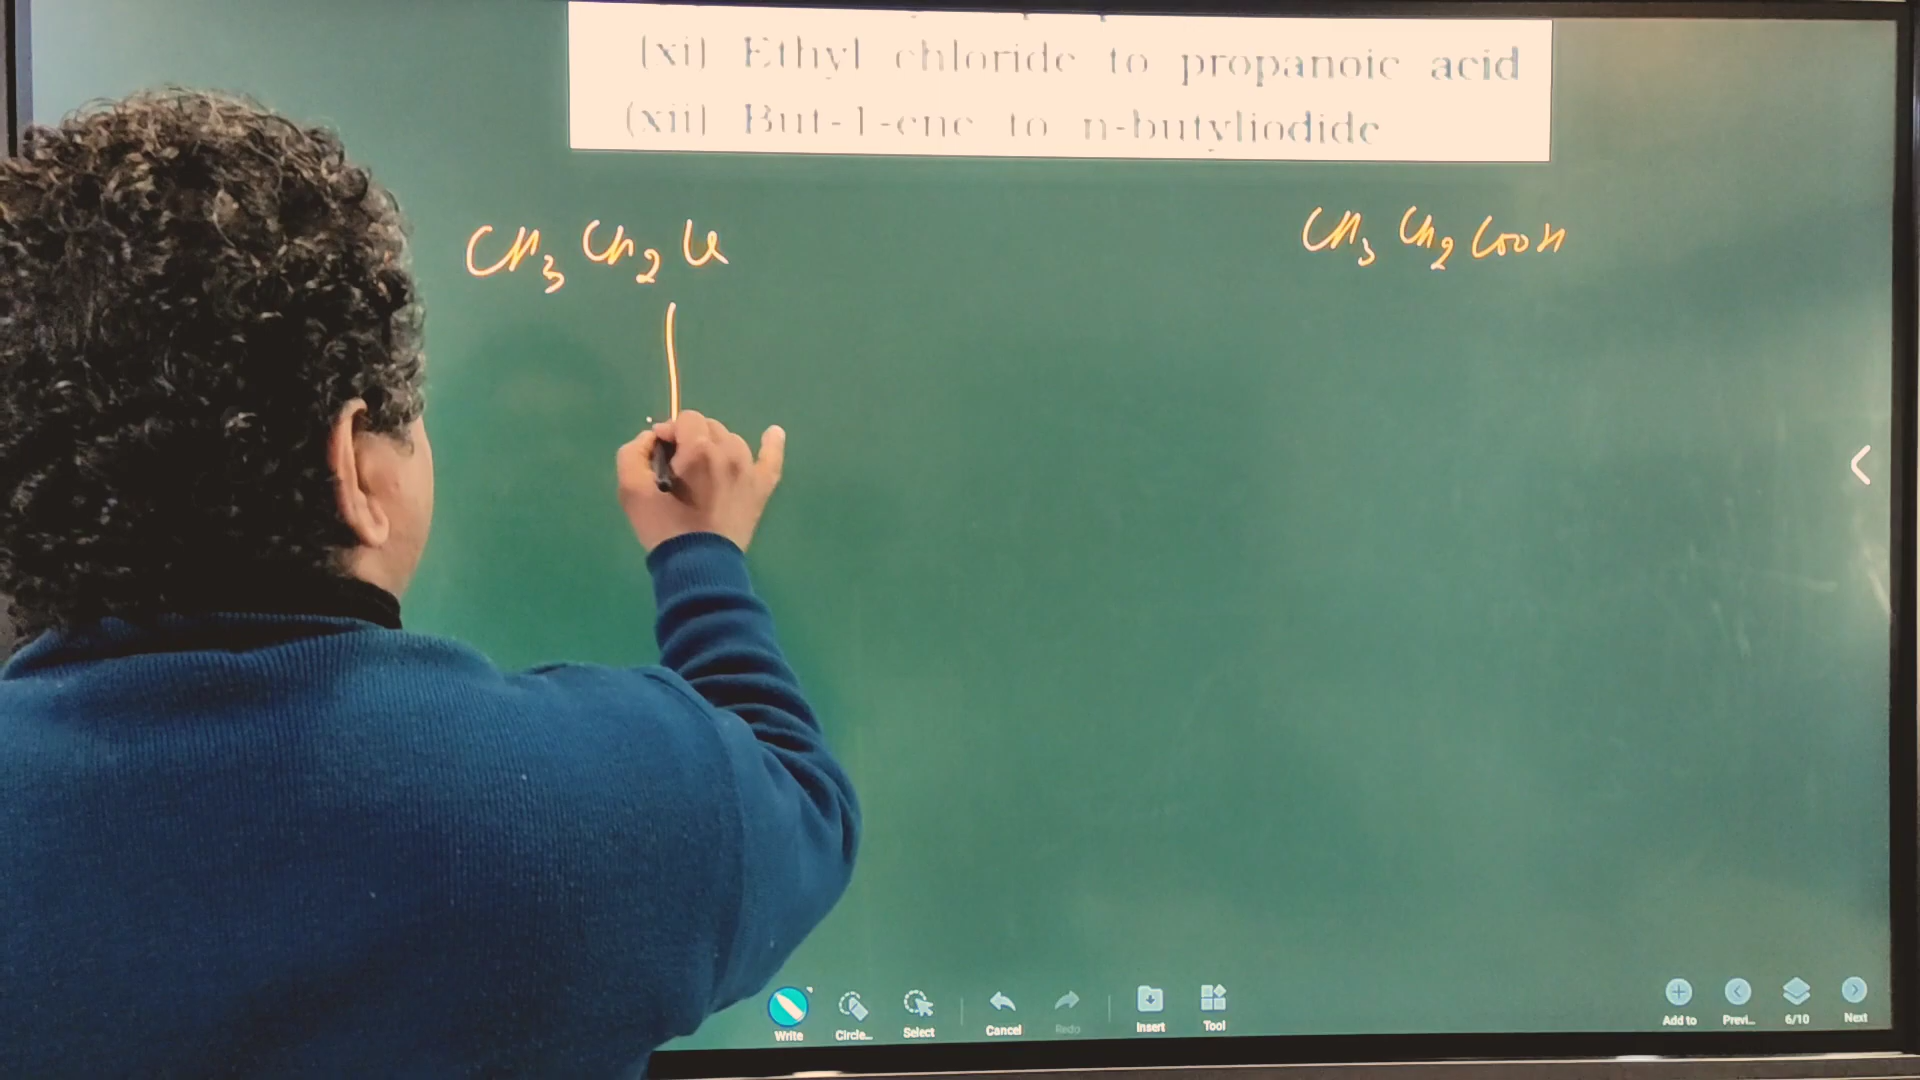 (xi) Ethyl chloride to propanoic acid
(xii) But-1-ene to n-butyliodide
CH3 CH2 Cl
CH3 CH2 COOH
Write
Circle...
Select
Cancel
Redo
Insert
Tool
Add to
Previ...
6/10
Next